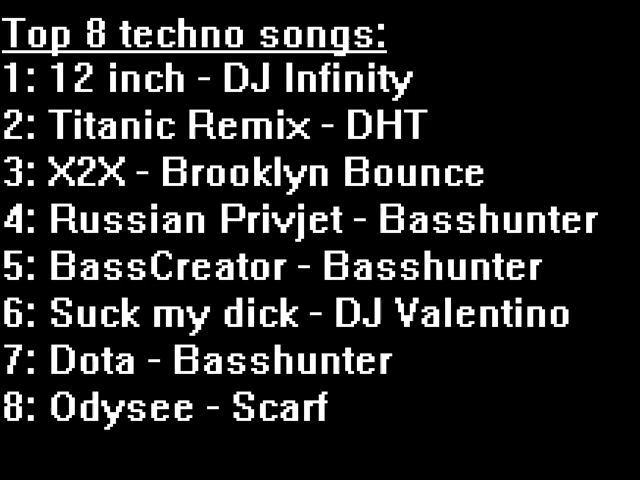 Top 8 techno songs:
1: 12 inch - DJ Infinity
2: Titanic Remix - DHT
3: X2X - Brooklyn Bounce
4: Russian Privjet - Basshunter
5: BassCreator - Basshunter
6: Suck my dick - DJ Valentino
7: Dota - Basshunter
8: Odysee - Scarf